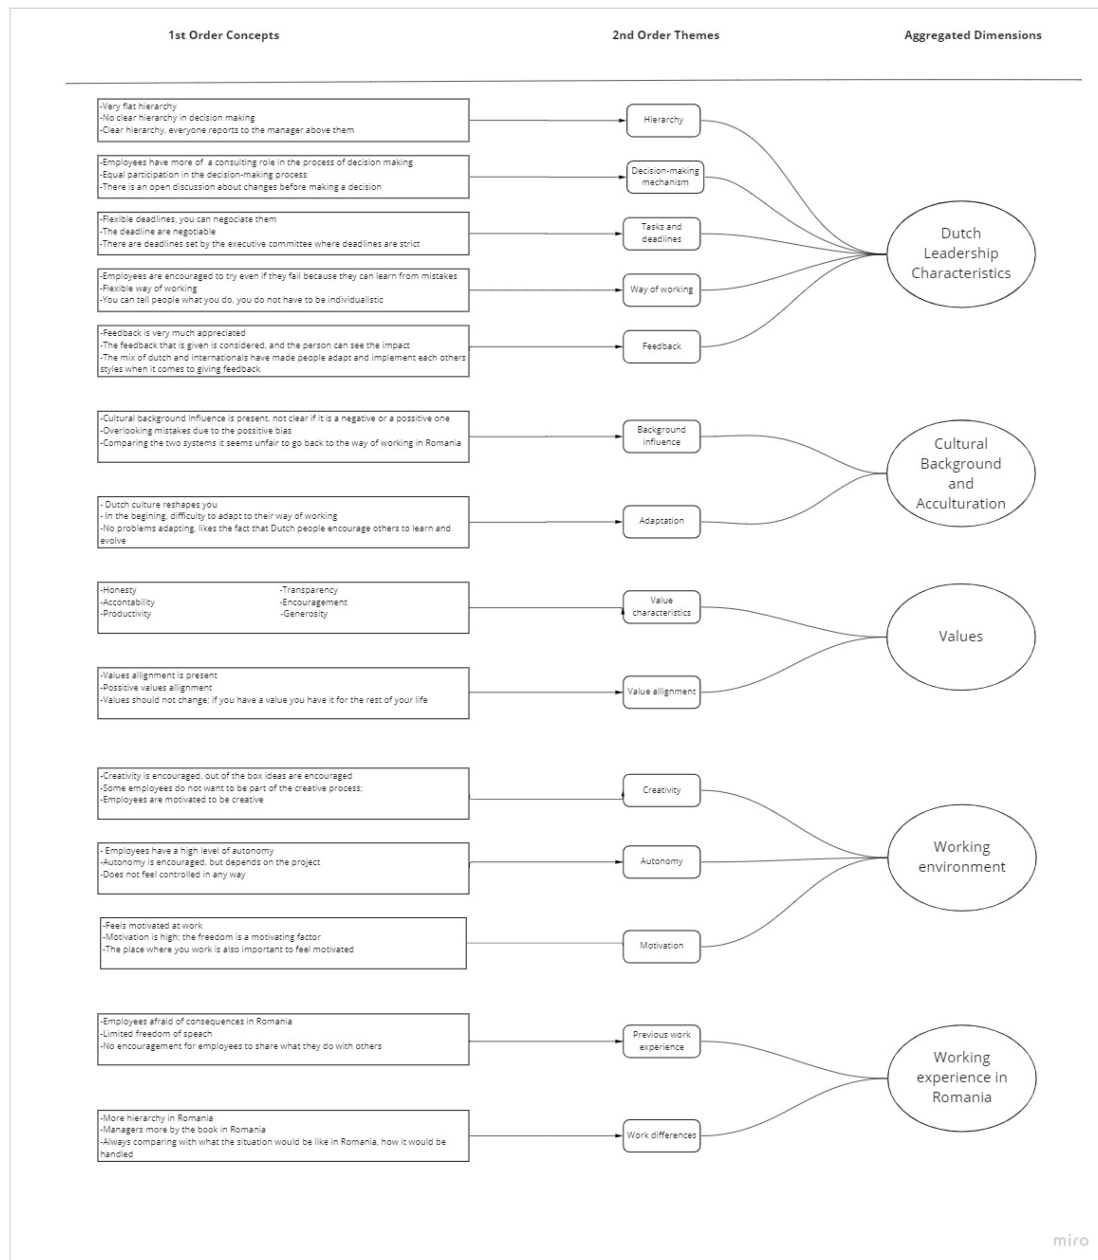 1st Order Concepts
2nd Order Themes
Aggregated Dimensions
-Very flat hierarchy
-No clear hierarchy in decision making
-Clear hierarchy, everyone reports to the manager above them
Hierarchy
-Employees have more of  a consulting role in the process of decision making
-Equal participation in the decision-making process
-There is an open discussion about changes before making a decision
Decision-making
mechanism
-Flexible deadlines, you can negociate them
-The deadline are negotiable
-There are deadlines set by the executive committee where deadlines are strict
Tasks and
deadlines
-Employees are encouraged to try even if they fail because they can learn from mistakes
-Flexible way of working
-You can tell people what you do, you do not have to be individualistic
Way of working
-Feedback is very much appreciated
-The feedback that is given is considered, and the person can see the impact
-The mix of dutch and internationals have made people adapt and implement each others
styles when it comes to giving feedback
Feedback
Dutch
Leadership
Characteristics
-Cultural background influence is present, not clear if it is a negative or a possitive one
-Overlooking mistakes due to the possitive bias
-Comparing the two systems it seems unfair to go back to the way of working in Romania
Background
influence
- Dutch culture reshapes you
- In the begining, difficulty to adapt to their way of working
-No problems adapting, likes the fact that Dutch people encourage others to learn and
evolve
Adaptation
Cultural
Background
and
Acculturation
-Honesty
-Accontability
-Productivity
-Transparency
-Encouragement
-Generosity
Value
characteristics
-Values allignment is present
-Possitive values allignment
-Values should not change; if you have a value you have it for the rest of your life
Value allignment
Values
-Creativity is encouraged, out of the box ideas are encouraged
-Some employees do not want to be part of the creative process;
-Employees are motivated to be creative
Creativity
- Employees have a high level of autonomy
-Autonomy is encouraged, but depends on the project
-Does not feel controlled in any way
Autonomy
-Feels motivated at work
-Motivation is high; the freedom is a motivating factor
-The place where you work is also important to feel motivated
Motivation
Working
environment
-Employees afraid of consequences in Romania
-Limited freedom of speach
-No encouragement for employees to share what they do with others
Previous work
experience
-More hierarchy in Romania
-Managers more by the book in Romania
-Always comparing with what the situation would be like in Romania, how it would be
handled
Work differences
Working
experience in
Romania
miro